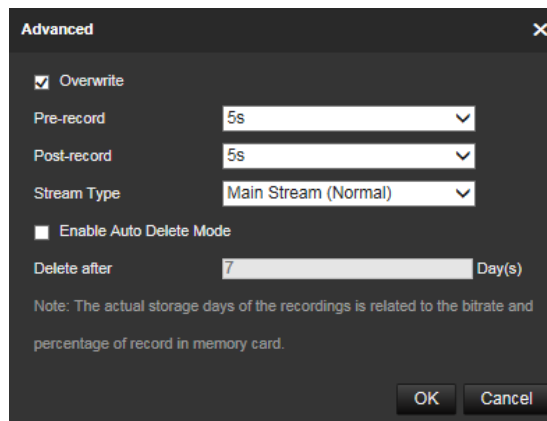 Advanced
Overwrite
Pre-record 5s
Post-record 5s
Stream Type Main Stream (Normal)
Enable Auto Delete Mode
Delete after 7 Day(s)
Note: The actual storage days of the recordings is related to the bitrate and
percentage of record in memory card.
OK Cancel